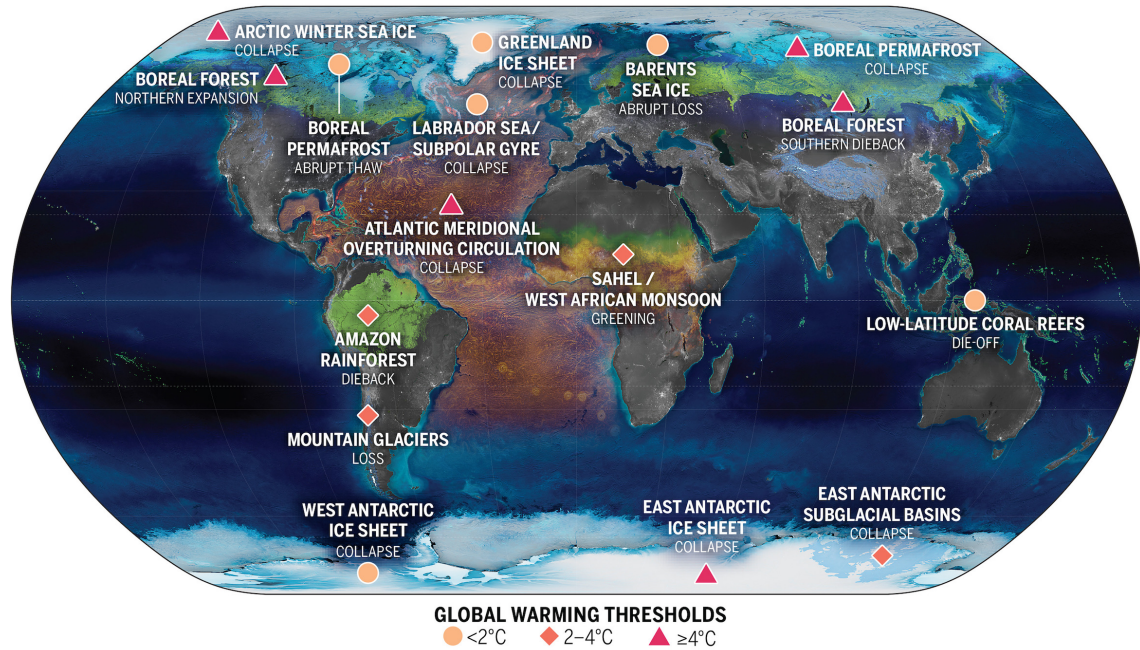 ARCTIC WINTER SEA ICE
COLLAPSE
BOREAL FOREST
NORTHERN EXPANSION
BOREAL
PERMAFROST
ABRUPT THAW
GREENLAND
ICE SHEET
COLLAPSE
LABRADOR SEA/
SUBPOLAR GYRE
COLLAPSE
BARENTS
SEA ICE
ABRUPT LOSS
BOREAL PERMAFROST
COLLAPSE
BOREAL FOREST
SOUTHERN DIEBACK
ATLANTIC MERIDIONAL
OVERTURNING CIRCULATION
COLLAPSE
SAHEL /
WEST AFRICAN MONSOON
GREENING
LOW-LATITUDE CORAL REEFS
DIE-OFF
AMAZON
RAINFOREST
DIEBACK
MOUNTAIN GLACIERS
LOSS
WEST ANTARCTIC
ICE SHEET
COLLAPSE
EAST ANTARCTIC
ICE SHEET
COLLAPSE
EAST ANTARCTIC
SUBGLACIAL BASINS
COLLAPSE
GLOBAL WARMING THRESHOLDS
<2°C 2–4°C ≥4°C